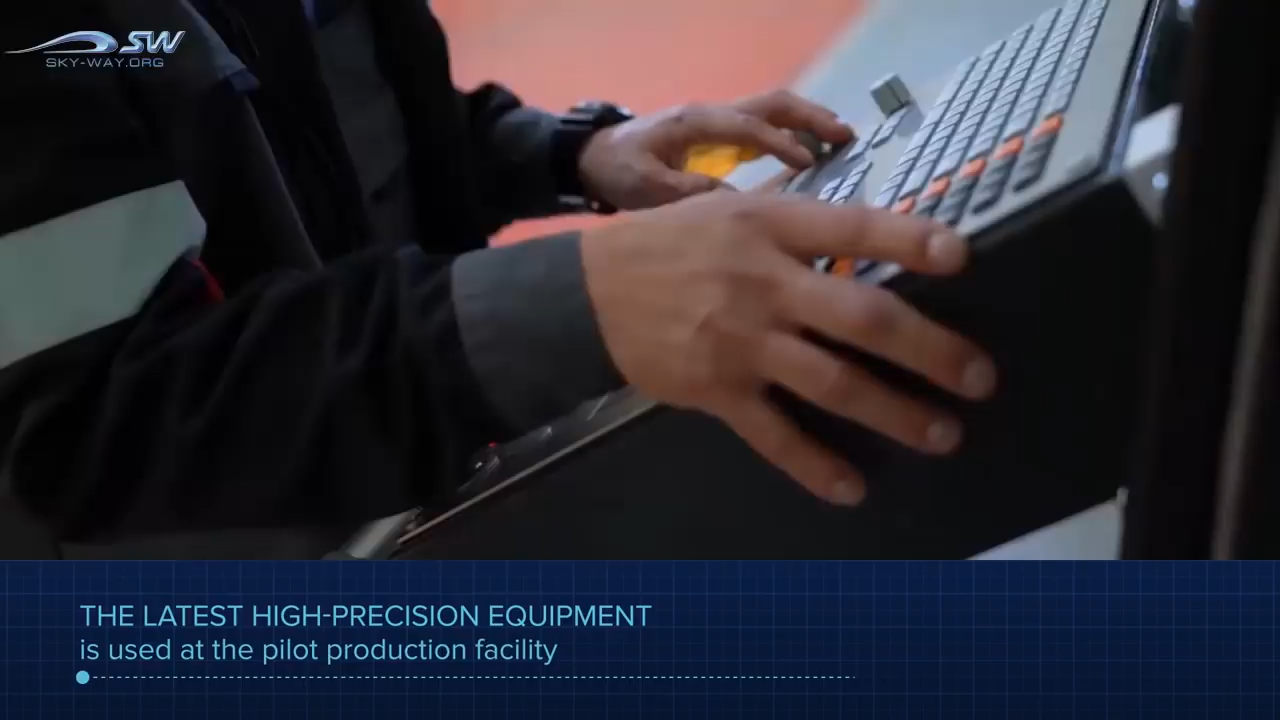 SW
SKY-WAY.ORG
THE LATEST HIGH-PRECISION EQUIPMENT
is used at the pilot production facility